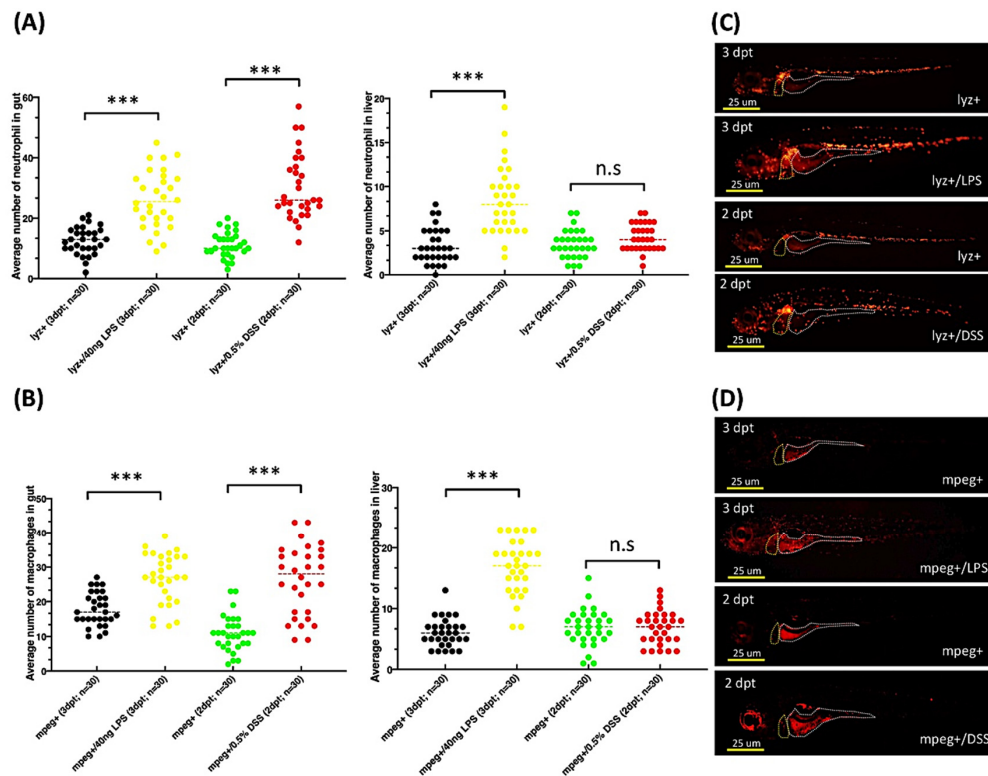 (A)
***
***
Average number of neutrophil in gut
60
40
20
0
lyz+ (3dpt; n=30)
lyz+/40ng LPS (3dpt; n=30)
lyz+ (2dpt; n=30)
lyz+/0.5% DSS (2dpt; n=30)
***
n.s
Average number of neutrophil in liver
20
15
10
5
0
lyz+ (3dpt; n=30)
lyz+/40ng LPS (3dpt; n=30)
lyz+ (2dpt; n=30)
lyz+/0.5% DSS (2dpt; n=30)
(C)
3 dpt
25 um
lyz+
3 dpt
25 um
lyz+/LPS
2 dpt
25 um
lyz+
2 dpt
25 um
lyz+/DSS
(B)
***
***
Average number of macrophages in gut
50
40
30
20
10
0
mpeg+ (3dpt; n=30)
mpeg+/40ng LPS (3dpt; n=30)
mpeg+ (2dpt; n=30)
mpeg+/0.5% DSS (2dpt; n=30)
***
n.s
Average number of macrophages in liver
30
20
10
0
mpeg+ (3dpt; n=30)
mpeg+/40ng LPS (3dpt; n=30)
mpeg+ (2dpt; n=30)
mpeg+/0.5% DSS (2dpt; n=30)
(D)
3 dpt
25 um
mpeg+
3 dpt
25 um
mpeg+/LPS
2 dpt
25 um
mpeg+
2 dpt
25 um
mpeg+/DSS